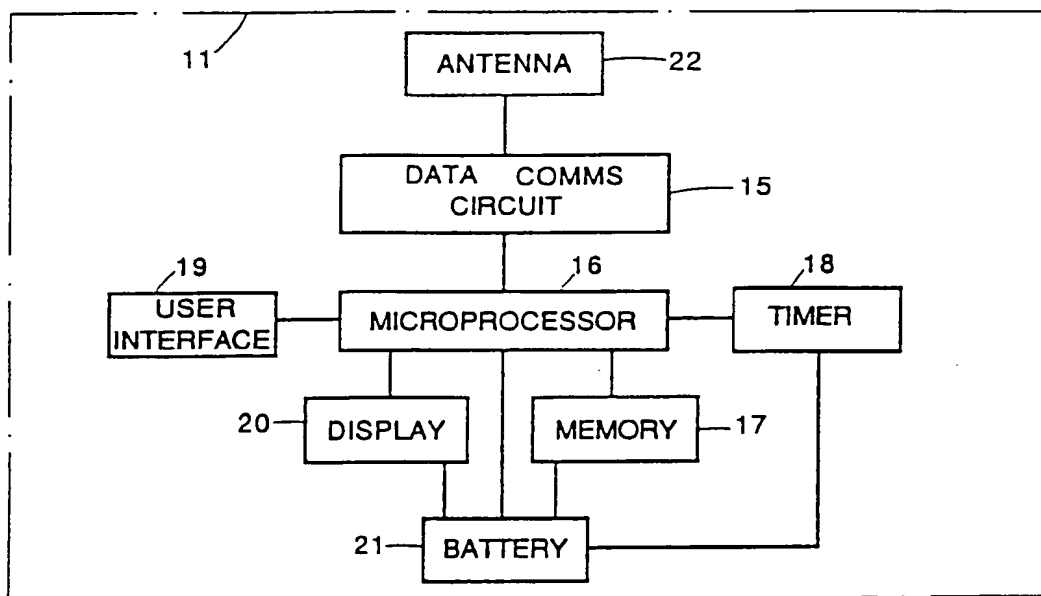 11
ANTENNA
22
DATA COMMS
CIRCUIT
15
19
16
18
USER
INTERFACE
MICROPROCESSOR
TIMER
20
DISPLAY
MEMORY
17
21
BATTERY